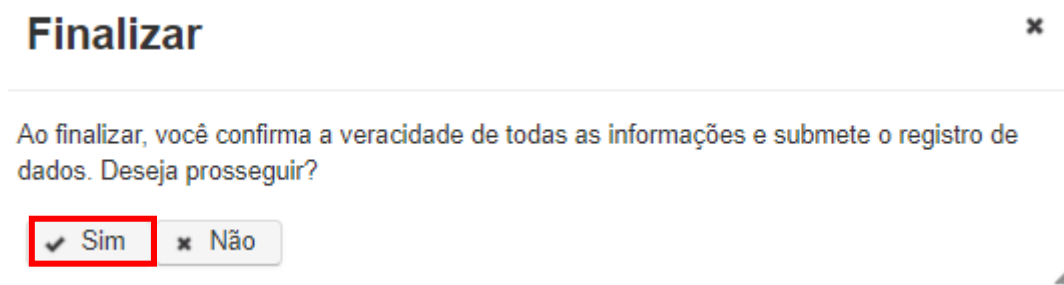 Finalizar
Ao finalizar, você confirma a veracidade de todas as informações e submete o registro de
dados. Deseja prosseguir?
Sim Não